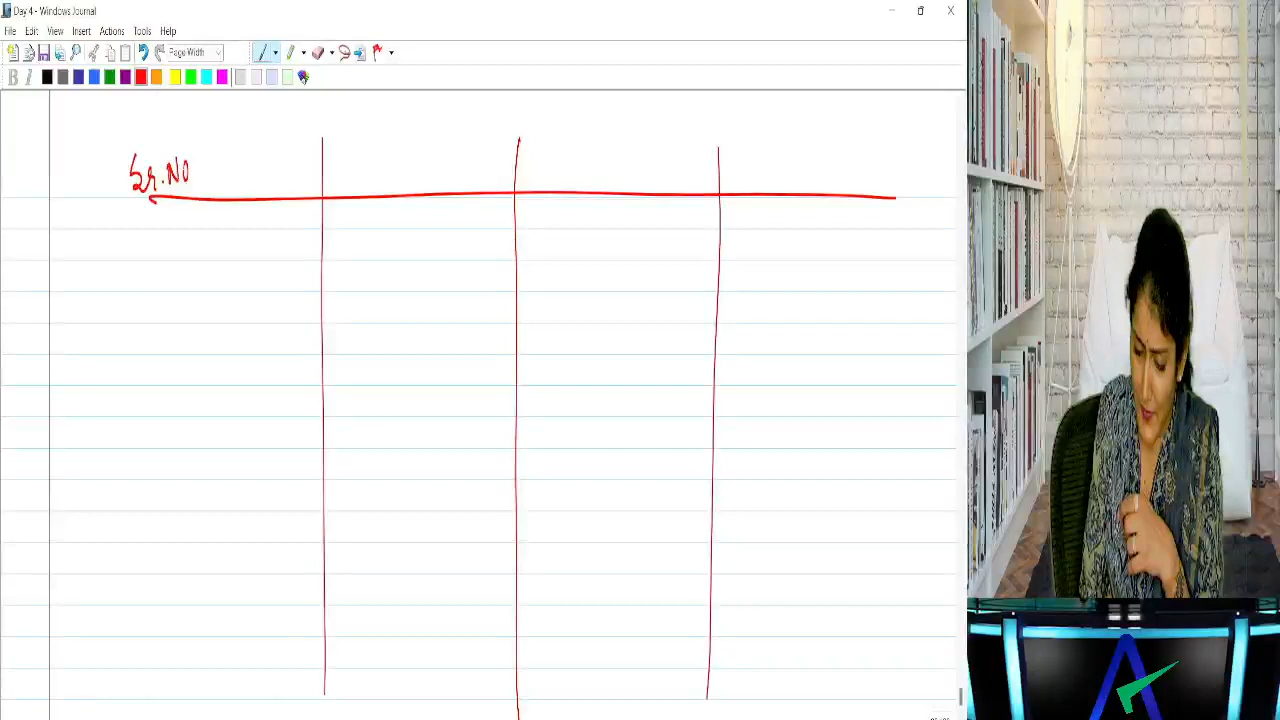 Day 4 - Windows Journal
File Edit View Insert Actions Tools Help
Page Width
B I
Sr.No